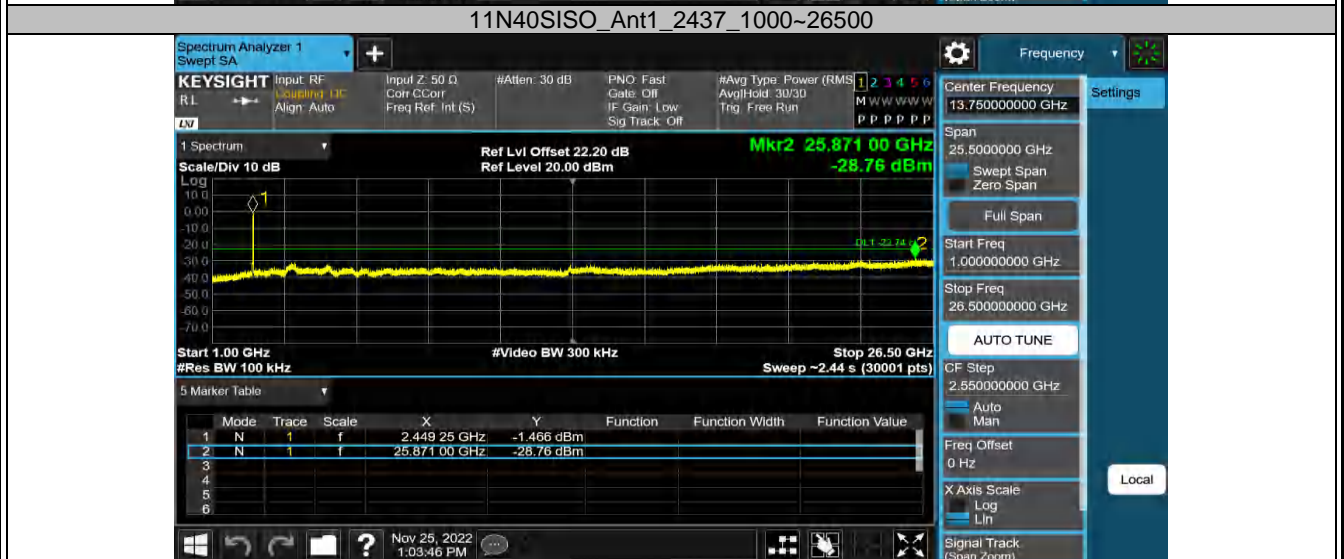 11N40SISO_Ant1_2437_1000~26500
Spectrum Analyzer 1
Swept SA
+
Frequency
KEYSIGHT
RL
LXI
Input: RF
Coupling: DC
Align: Auto
Input Z: 50 Ω
Corr CCorr
Freq Ref: Int (S)
#Atten: 30 dB
PNO: Fast
Gate: Off
IF Gain: Low
Sig Track: Off
#Avg Type: Power (RMS
Avg|Hold: 30/30
Trig: Free Run
1 2 3 4 5 6
M W W W W W
P P P P P P
Center Frequency
13.750000000 GHz
Settings
Span
25.5000000 GHz
Swept Span
Zero Span
Full Span
Start Freq
1.000000000 GHz
Stop Freq
26.500000000 GHz
AUTO TUNE
CF Step
2.550000000 GHz
Auto
Man
Freq Offset
0 Hz
X Axis Scale
Log
Lin
Signal Track
(Span Zoom)
Local
1 Spectrum
Scale/Div 10 dB
Log
Ref Lvl Offset 22.20 dB
Ref Level 20.00 dBm
Mkr2 25.871 00 GHz
-28.76 dBm
10.0
0.00
-10.0
-20.0
-30.0
-40.0
-50.0
-60.0
-70.0
1
2
Start 1.00 GHz
#Res BW 100 kHz
#Video BW 300 kHz
Stop 26.50 GHz
Sweep ~2.44 s (30001 pts)
5 Marker Table
Mode Trace Scale X Y Function Function Width Function Value
1 N 1 f 2.449 25 GHz -1.466 dBm
2 N 1 f 25.871 00 GHz -28.76 dBm
3
4
5
6
?
Nov 25, 2022
1:03:46 PM